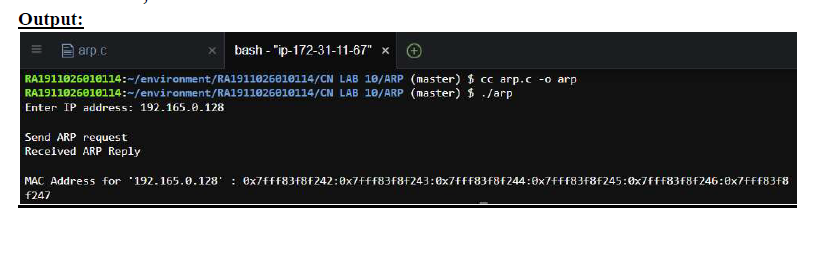 Output:
arp.c × bash - "ip-172-31-11-67" ×
RA1911026010114:~/environment/RA1911026010114/CN LAB 10/ARP (master) $ cc arp.c -o arp
RA1911026010114:~/environment/RA1911026010114/CN LAB 10/ARP (master) $ ./arp
Enter IP address: 192.165.0.128
Send ARP request
Received ARP Reply
MAC Address for '192.165.0.128' : 0x7fff83f8f242:0x7fff83f8f243:0x7fff83f8f244:0x7fff83f8f245:0x7fff83f8f246:0x7fff83f8
f247